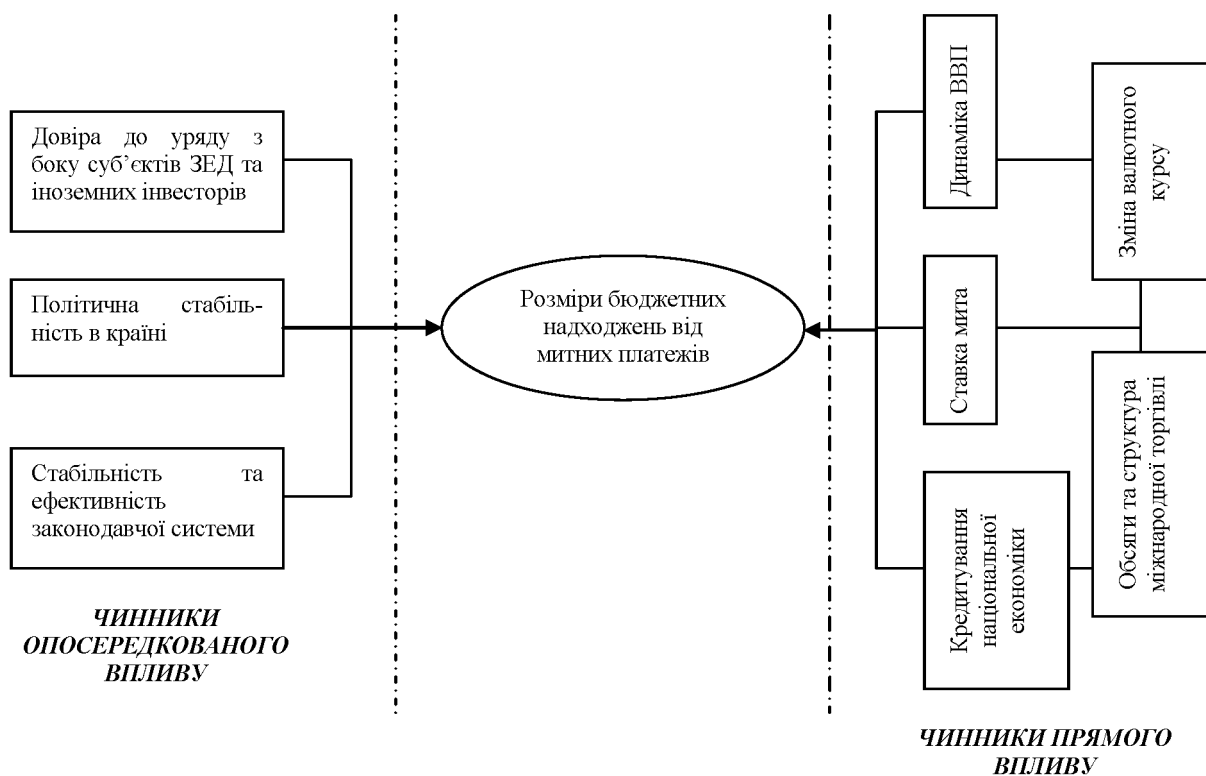 Довіра до уряду з
боку суб’єктів ЗЕД та
іноземних інвесторів
Політична стабіль-
ність в країні
Стабільність та
ефективність
законодавчої системи
ЧИННИКИ
ОПОСЕРЕДКОВАНОГО
ВПЛИВУ
Розміри бюджетних
надходжень від
митних платежів
Динаміка ВВП
Ставка мита
Кредитування
національної
економіки
Зміна валютного
курсу
Обсяги та структура
міжнародної торгівлі
ЧИННИКИ ПРЯМОГО
ВПЛИВУ